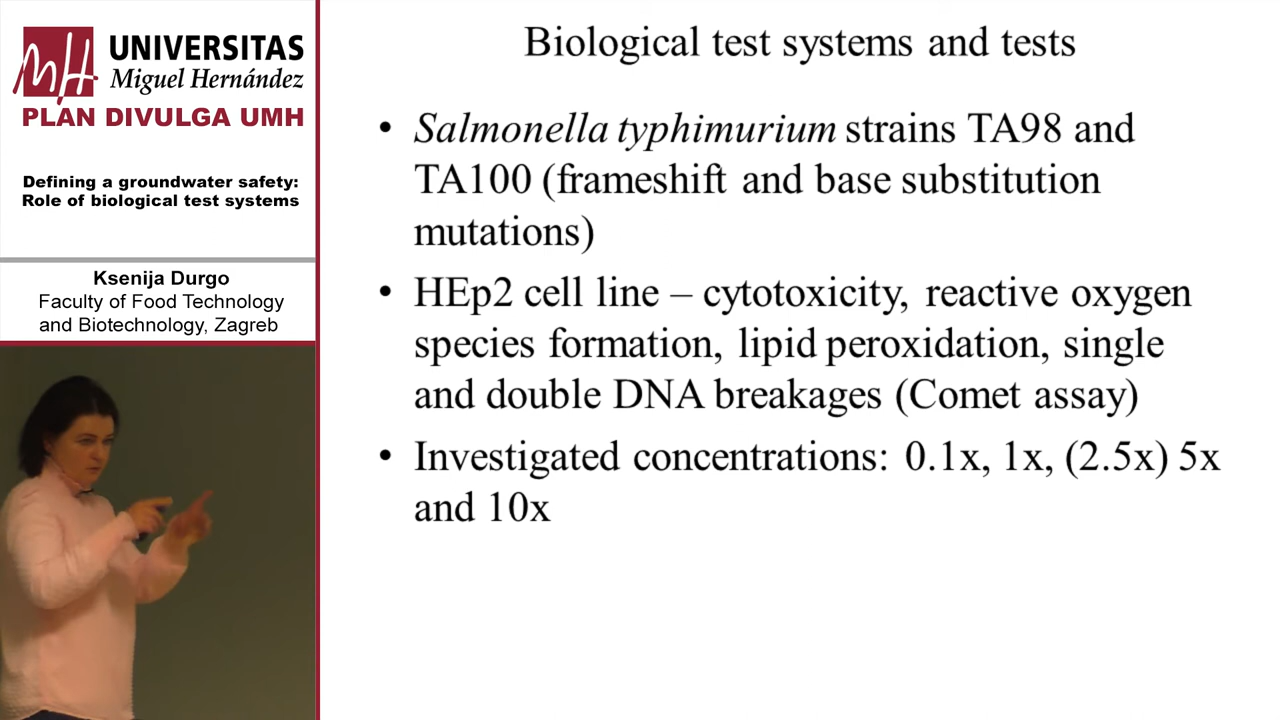 UNIVERSITAS
Miguel Hernández
PLAN DIVULGA UMH
Defining a groundwater safety:
Role of biological test systems
Ksenija Durgo
Faculty of Food Technology
and Biotechnology, Zagreb
Biological test systems and tests
• Salmonella typhimurium strains TA98 and
TA100 (frameshift and base substitution
mutations)
• HEp2 cell line – cytotoxicity, reactive oxygen
species formation, lipid peroxidation, single
and double DNA breakages (Comet assay)
• Investigated concentrations: 0.1x, 1x, (2.5x) 5x
and 10x